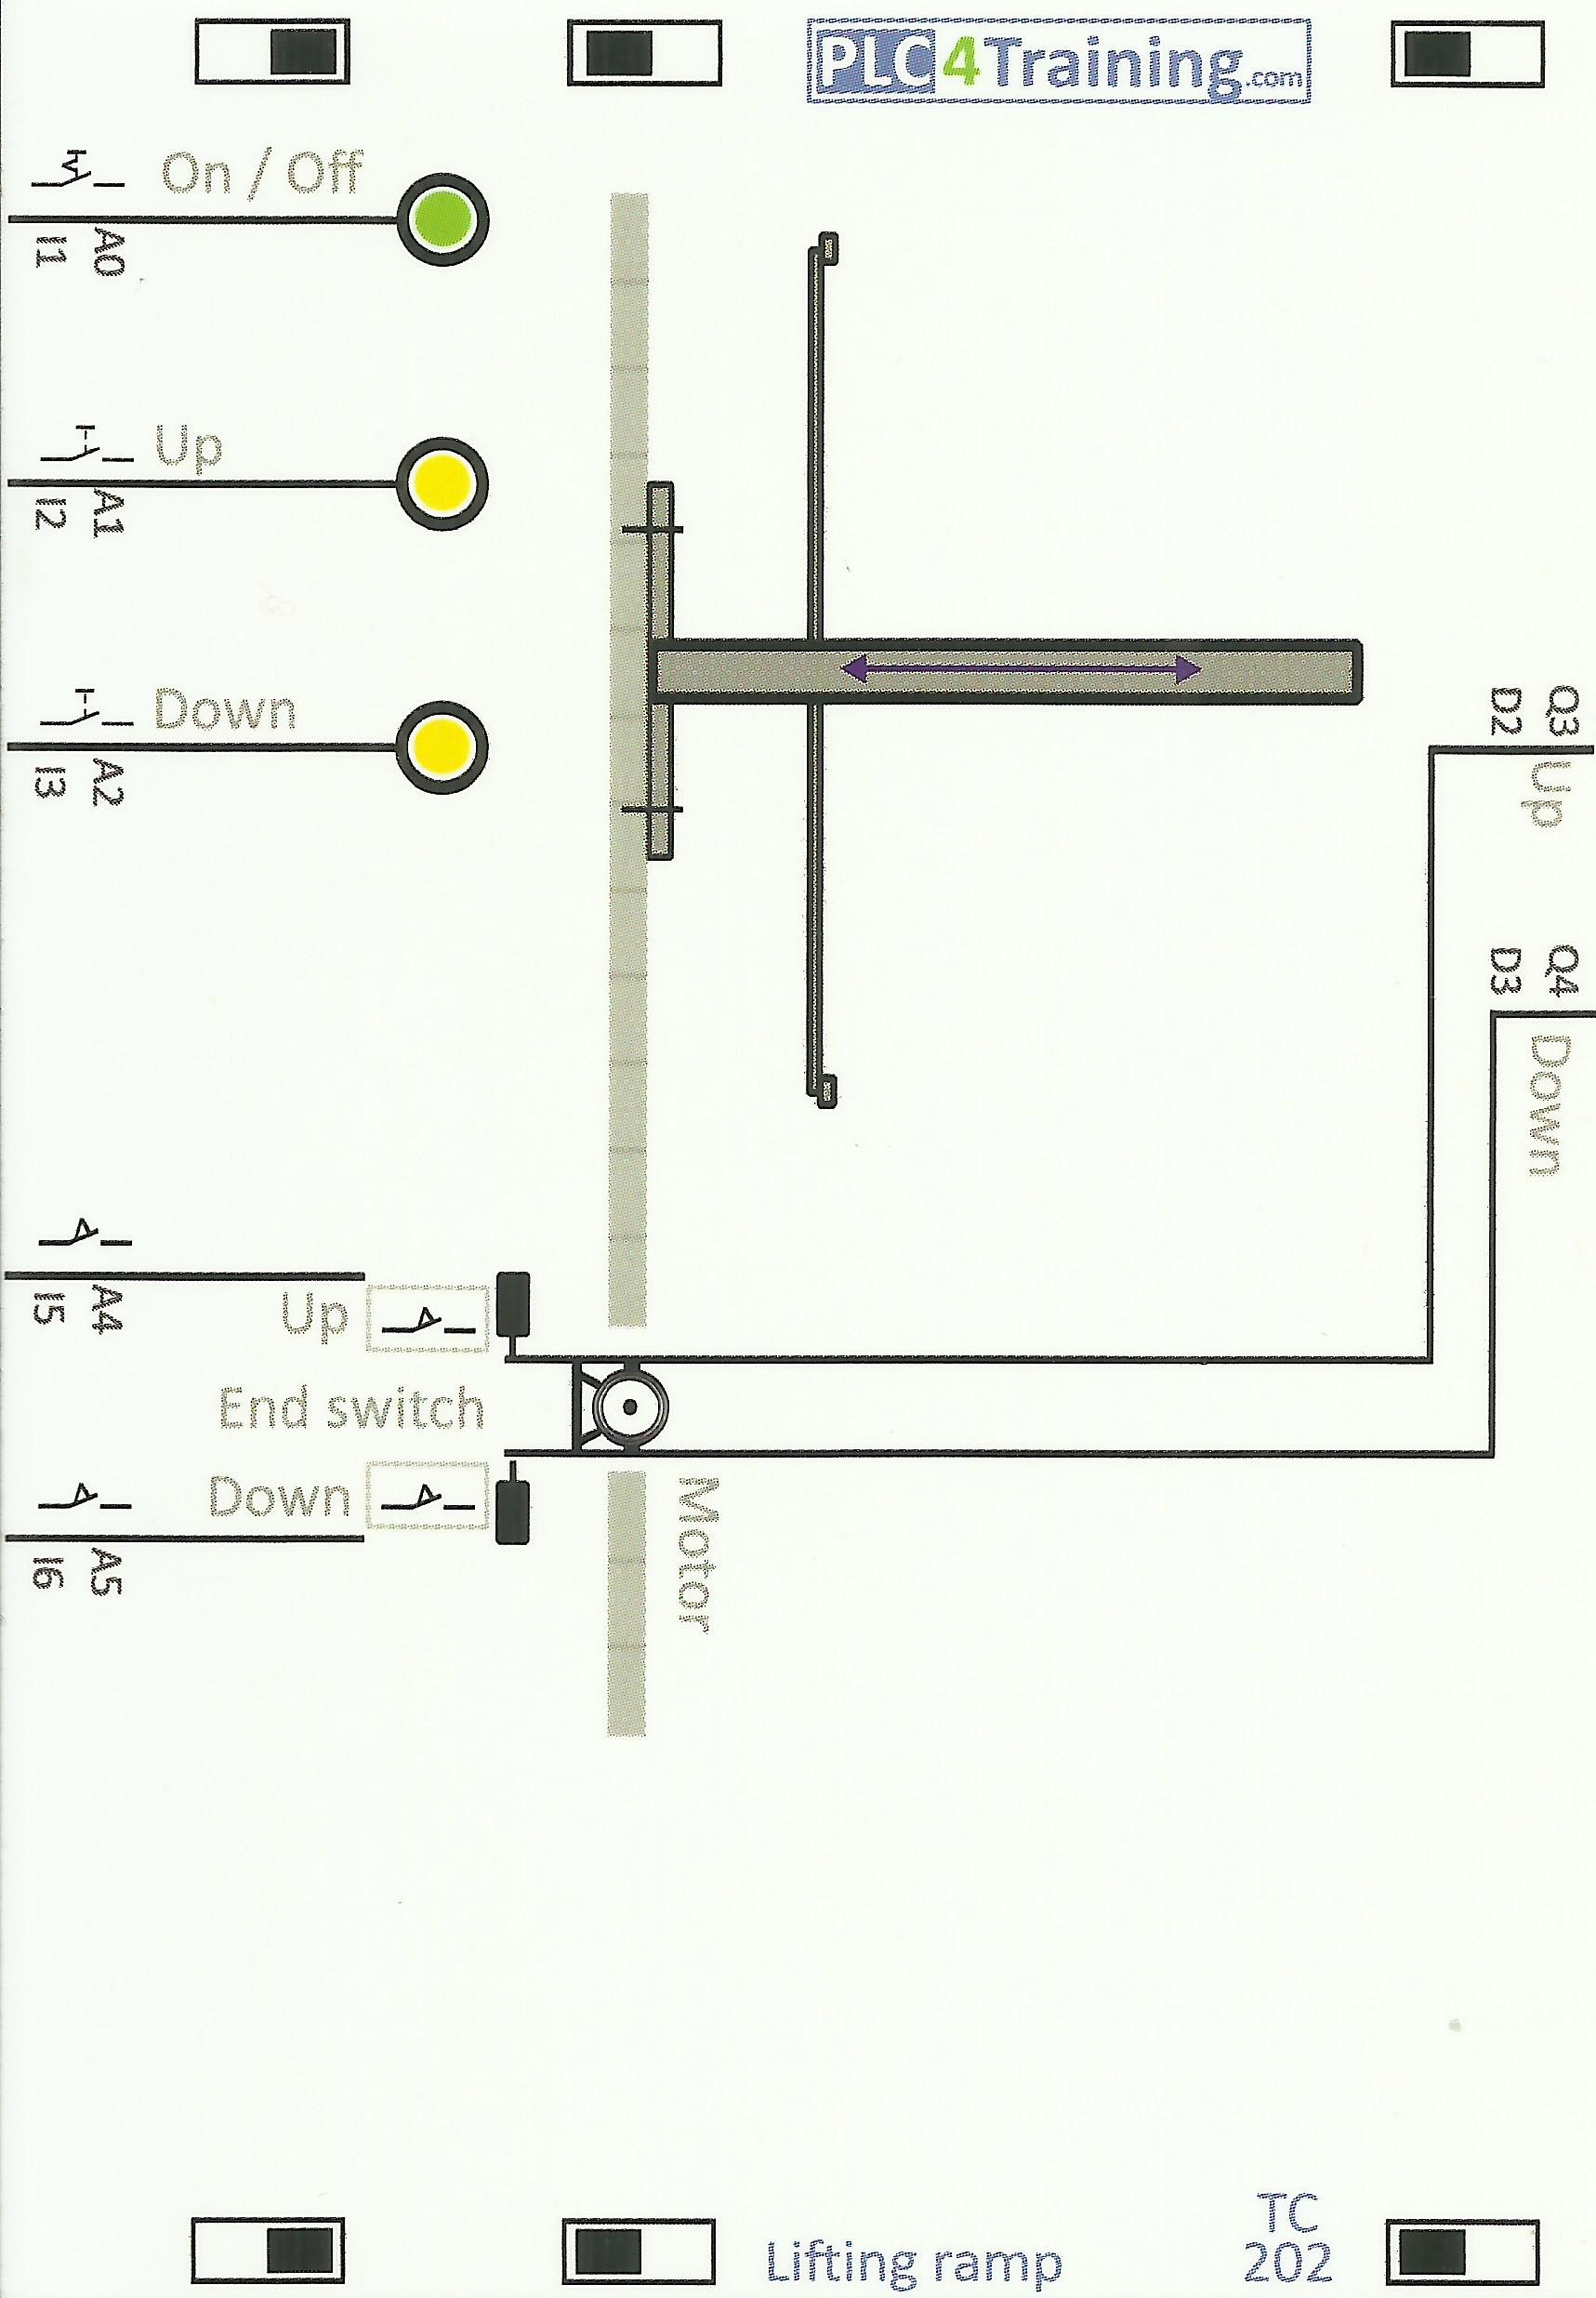 Q3
Up
Q4
Down
D2
D3
TC
202
PLC4Training.com
Lifting ramp
Motor
On / Off
Up
Down
Up
End switch
Down
A0
A1
A2
A4
A5
I1
I2
I3
I5
I6